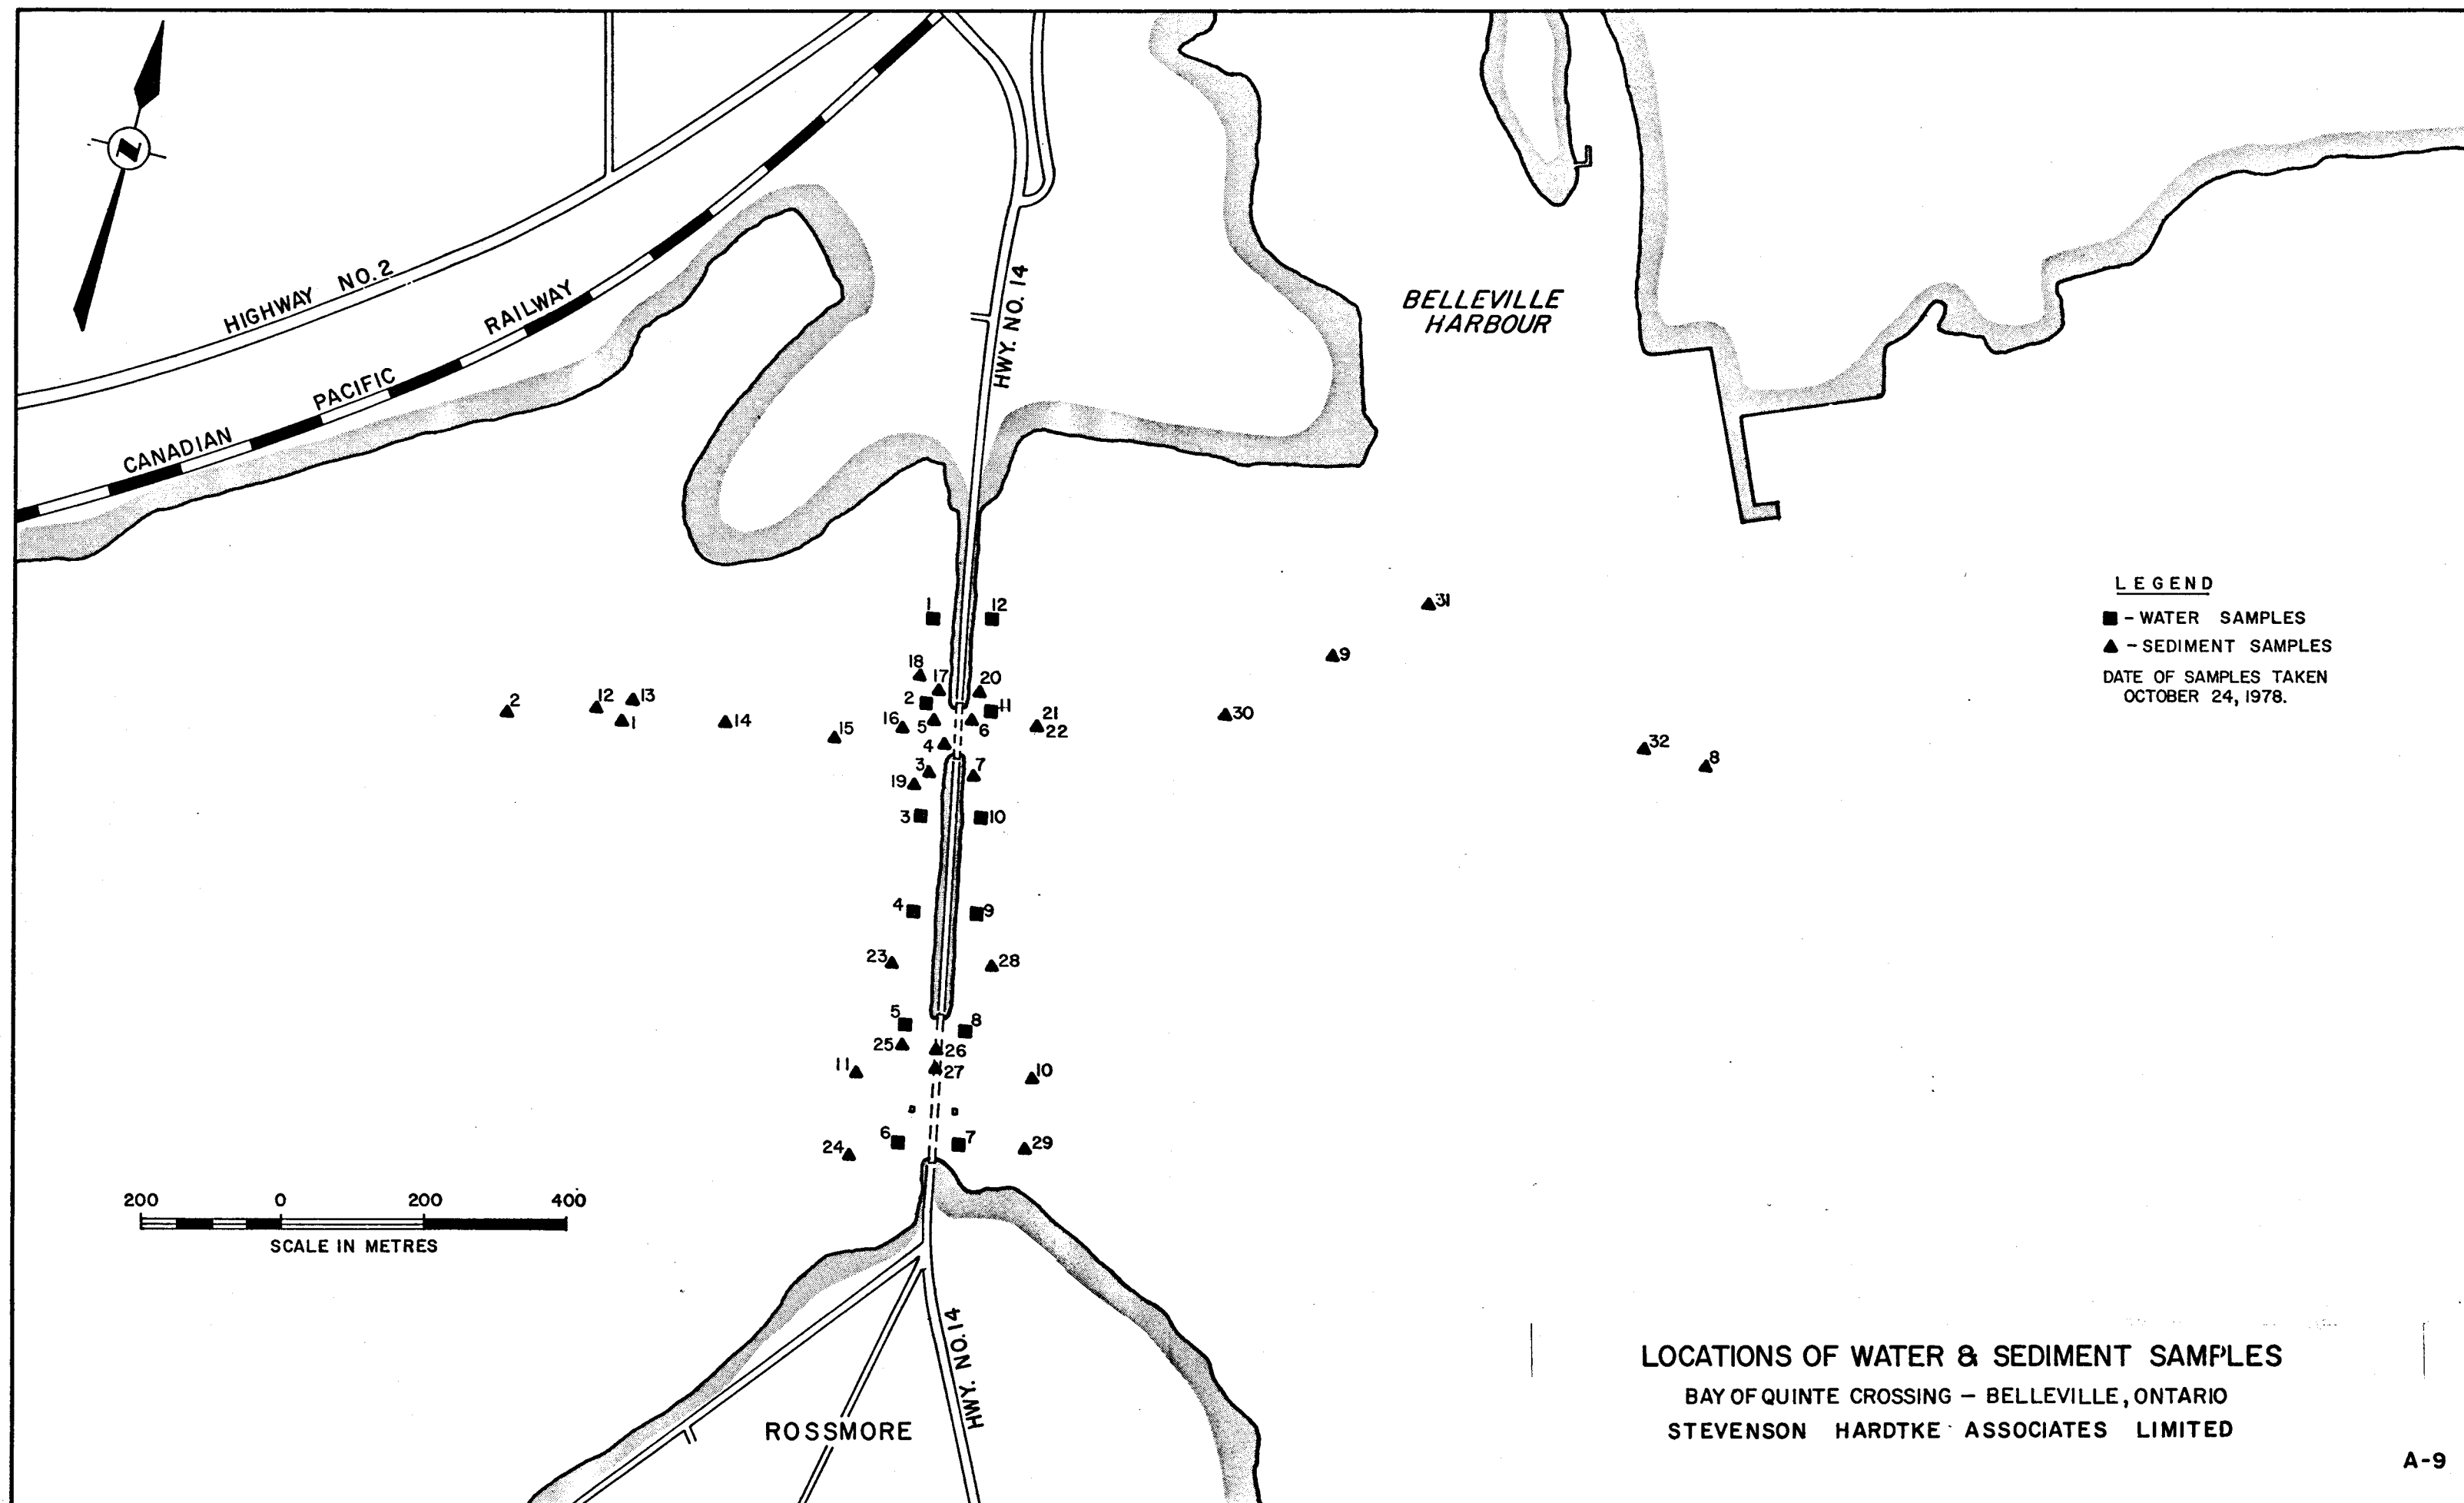 N
HIGHWAY NO. 2
CANADIAN PACIFIC RAILWAY
HWY. NO. 14
BELLEVILLE
HARBOUR
LEGEND
■ - WATER SAMPLES
▲ - SEDIMENT SAMPLES
DATE OF SAMPLES TAKEN
OCTOBER 24, 1978.
1 12
31
9
18
17 20
2 12 13
2 11
1 14 15 16 5 6 21 30
22
4
32
8
3 7
19
3 10
4 9
23 28
5 8
25 26
11 27 10
6 7
24 29
200 0 200 400
SCALE IN METRES
HWY. NO. 14
ROSSMORE
LOCATIONS OF WATER & SEDIMENT SAMPLES
BAY OF QUINTE CROSSING — BELLEVILLE, ONTARIO
STEVENSON HARDTKE ASSOCIATES LIMITED
A-9